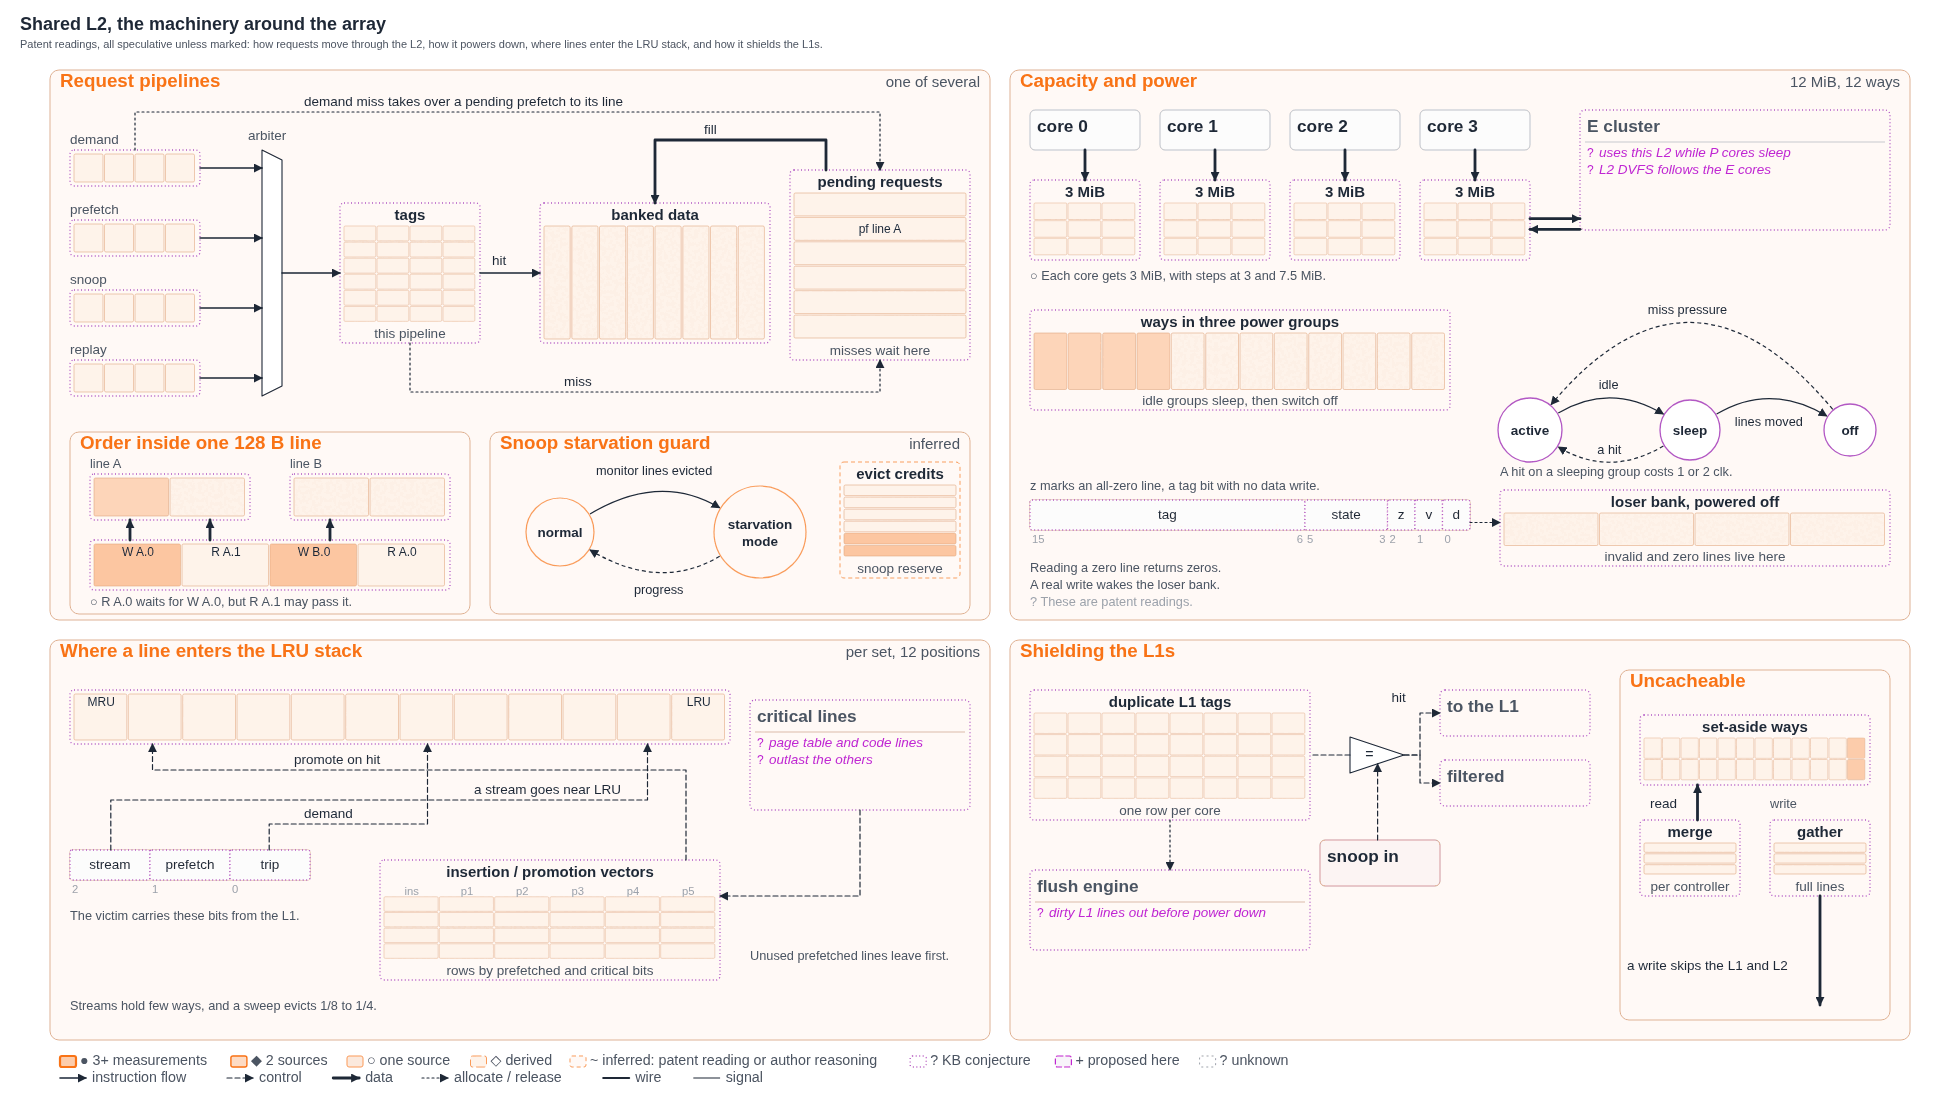 Shared L2, the machinery around the array
Patent readings, all speculative unless marked: how requests move through the L2, how it powers down, where lines enter the LRU stack, and how it shields the L1s.
Request pipelines
one of several
demand miss takes over a pending prefetch to its line
demand
arbiter
fill
prefetch
snoop
replay
tags
this pipeline
hit
banked data
pending requests
pf line A
misses wait here
miss
Order inside one 128 B line
line A
line B
W A.0
R A.1
W B.0
R A.0
○ R A.0 waits for W A.0, but R A.1 may pass it.
Snoop starvation guard
inferred
monitor lines evicted
normal
starvation
mode
progress
evict credits
snoop reserve
Capacity and power
12 MiB, 12 ways
core 0
core 1
core 2
core 3
3 MiB
3 MiB
3 MiB
3 MiB
E cluster
? uses this L2 while P cores sleep
? L2 DVFS follows the E cores
○ Each core gets 3 MiB, with steps at 3 and 7.5 MiB.
ways in three power groups
idle groups sleep, then switch off
miss pressure
idle
active
sleep
lines moved
off
a hit
A hit on a sleeping group costs 1 or 2 clk.
z marks an all-zero line, a tag bit with no data write.
tag
state
z
v
d
15
6
5
3
2
1
0
loser bank, powered off
invalid and zero lines live here
Reading a zero line returns zeros.
A real write wakes the loser bank.
? These are patent readings.
Where a line enters the LRU stack
per set, 12 positions
MRU
LRU
promote on hit
a stream goes near LRU
demand
critical lines
? page table and code lines
? outlast the others
stream
prefetch
trip
2
1
0
The victim carries these bits from the L1.
insertion / promotion vectors
ins
p1
p2
p3
p4
p5
rows by prefetched and critical bits
Unused prefetched lines leave first.
Streams hold few ways, and a sweep evicts 1/8 to 1/4.
Shielding the L1s
duplicate L1 tags
one row per core
=
hit
to the L1
filtered
snoop in
flush engine
? dirty L1 lines out before power down
Uncacheable
set-aside ways
read
write
merge
per controller
gather
full lines
a write skips the L1 and L2
● 3+ measurements
◆ 2 sources
○ one source
◇ derived
~ inferred: patent reading or author reasoning
? KB conjecture
+ proposed here
? unknown
instruction flow
control
data
allocate / release
wire
signal